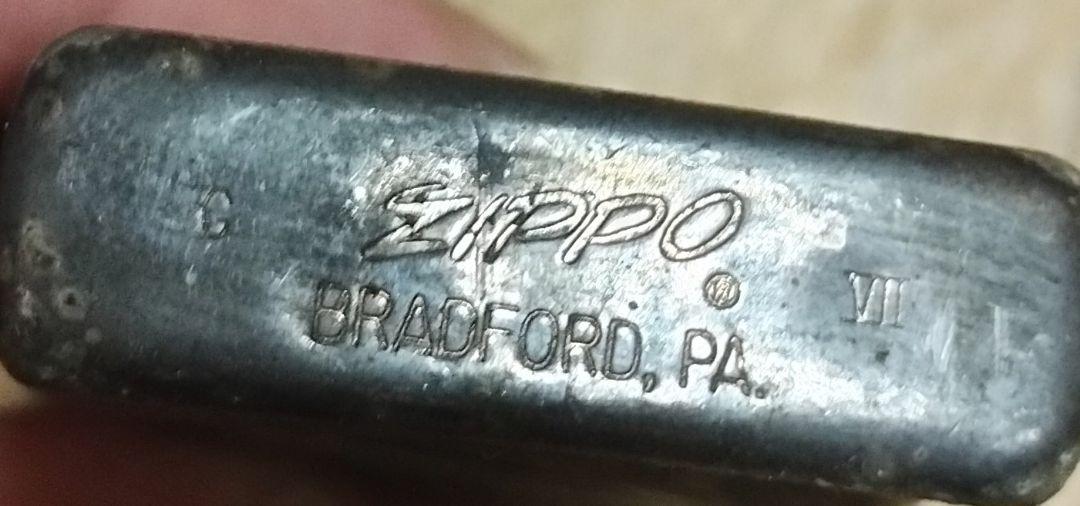 C ZIPPO ® VII
BRADFORD, PA.